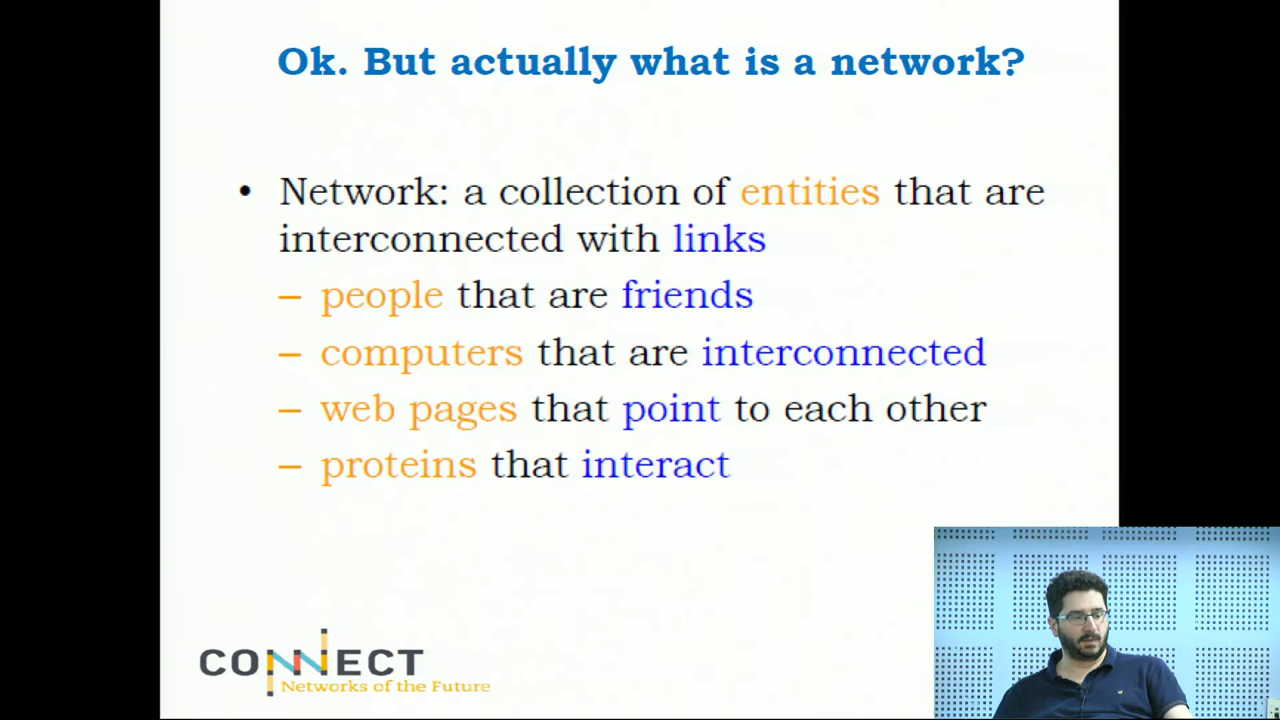 Ok. But actually what is a network?
• Network: a collection of entities that are
interconnected with links
– people that are friends
– computers that are interconnected
– web pages that point to each other
– proteins that interact
CONNECT
Networks of the Future